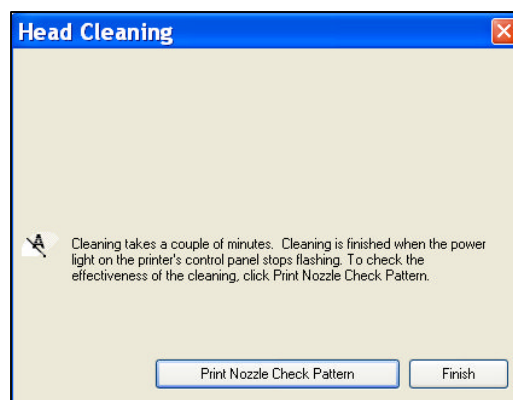 Head Cleaning
Cleaning takes a couple of minutes.  Cleaning is finished when the power
light on the printer's control panel stops flashing. To check the
effectiveness of the cleaning, click Print Nozzle Check Pattern.
Print Nozzle Check Pattern
Finish